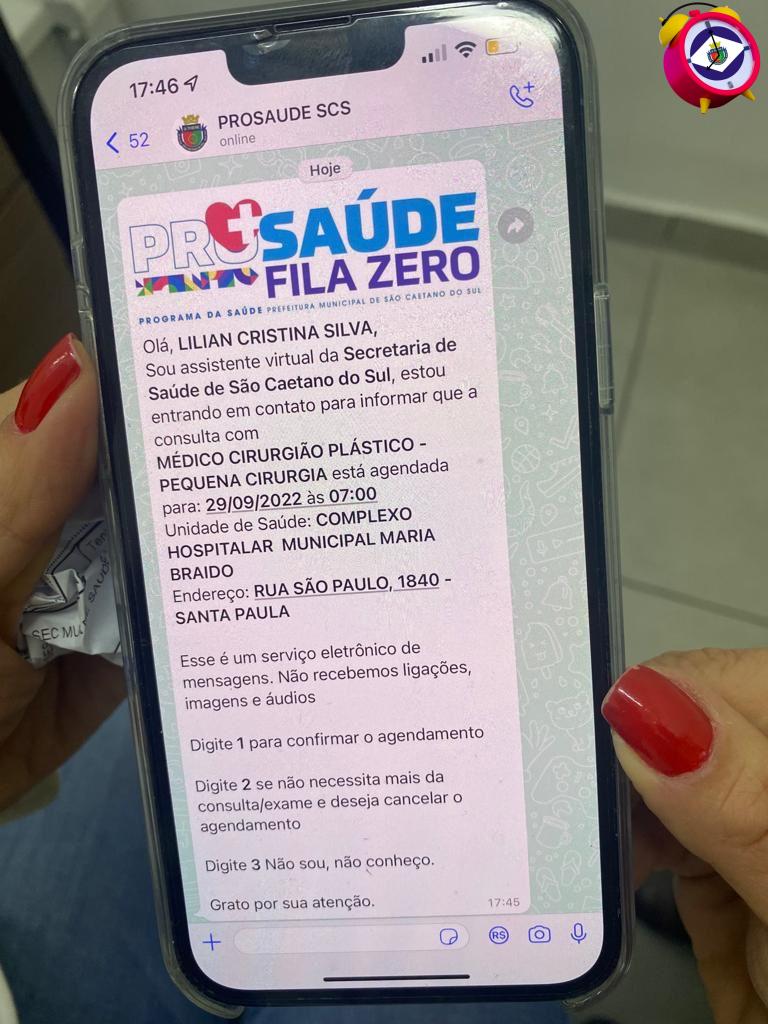 17:46
52
PROSAUDE SCS
online
Hoje
PRO SAÚDE
FILA ZERO
PROGRAMA DA SAÚDE PREFEITURA MUNICIPAL DE SÃO CAETANO DO SUL
Olá, LILIAN CRISTINA SILVA,
Sou assistente virtual da Secretaria de
Saúde de São Caetano do Sul, estou
entrando em contato para informar que a
consulta com
MÉDICO CIRURGIÃO PLÁSTICO -
PEQUENA CIRURGIA está agendada
para: 29/09/2022 às 07:00
Unidade de Saúde: COMPLEXO
HOSPITALAR MUNICIPAL MARIA
BRAIDO
Endereço: RUA SÃO PAULO, 1840 -
SANTA PAULA
Esse é um serviço eletrônico de
mensagens. Não recebemos ligações,
imagens e áudios
Digite 1 para confirmar o agendamento
Digite 2 se não necessita mais da
consulta/exame e deseja cancelar o
agendamento
Digite 3 Não sou, não conheço.
Grato por sua atenção.
17:45
R$
SEC MU
SAÚDE